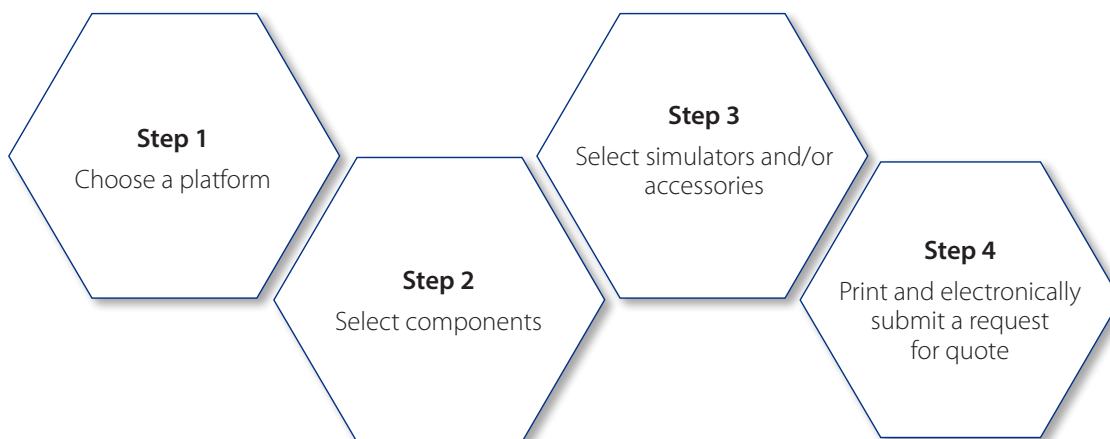 Step 1
Choose a platform
Step 2
Select components
Step 3
Select simulators and/or
accessories
Step 4
Print and electronically
submit a request
for quote